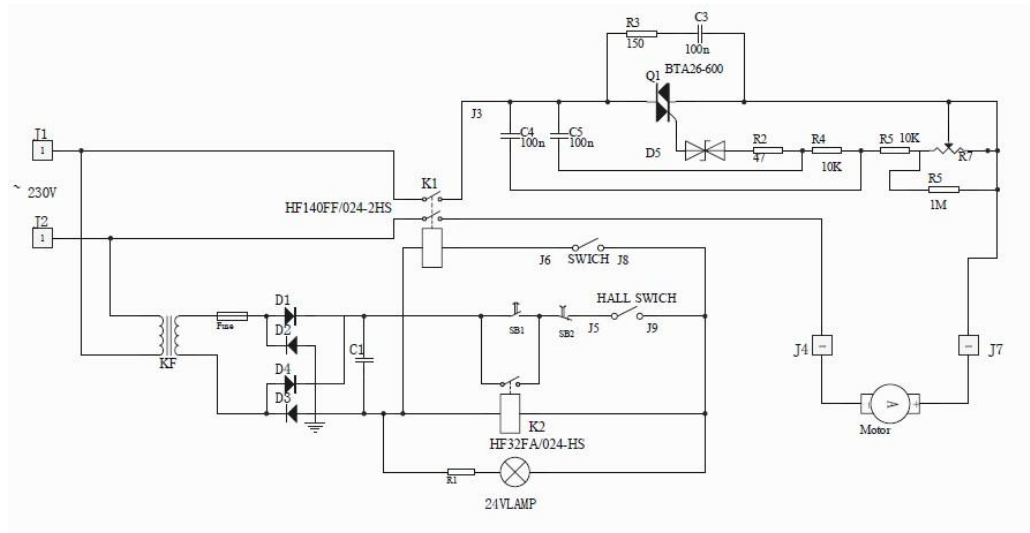 R3
150
C3
100n
Q1
BTA26-600
J3
C4
100n
C5
100n
D5
R2
47
R4
10K
R5
10K
R7
R5
1M
J1
1
~ 230V
J2
1
K1
HF140FF/024-2HS
J6
SWICH
J8
HALL SWICH
D1
Fuse
D2
KF
C1
D4
D3
SB1
SB2
J5
J9
K2
HF32FA/024-HS
R1
24VLAMP
J4
J7
A
Motor